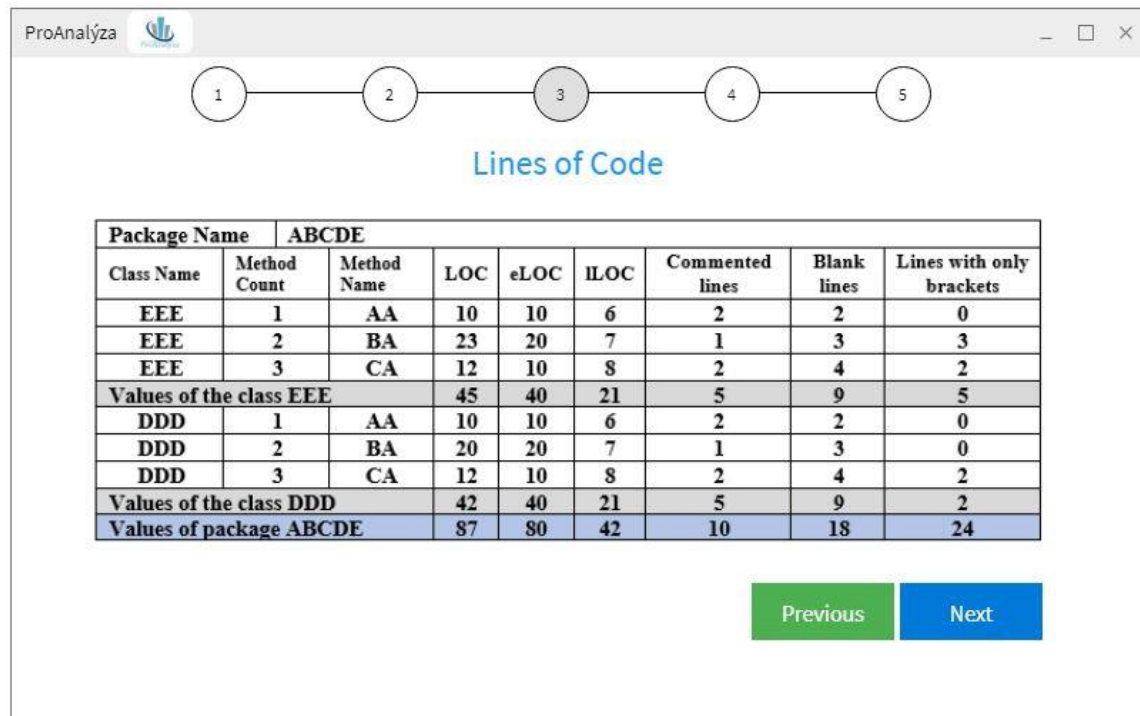 ProAnalýza
1 2 3 4 5
Lines of Code
Package Name ABCDE
Class Name Method Count Method Name LOC eLOC lLOC Commented lines Blank lines Lines with only brackets
EEE 1 AA 10 10 6 2 2 0
EEE 2 BA 23 20 7 1 3 3
EEE 3 CA 12 10 8 2 4 2
Values of the class EEE 45 40 21 5 9 5
DDD 1 AA 10 10 6 2 2 0
DDD 2 BA 20 20 7 1 3 0
DDD 3 CA 12 10 8 2 4 2
Values of the class DDD 42 40 21 5 9 2
Values of package ABCDE 87 80 42 10 18 24
Previous Next